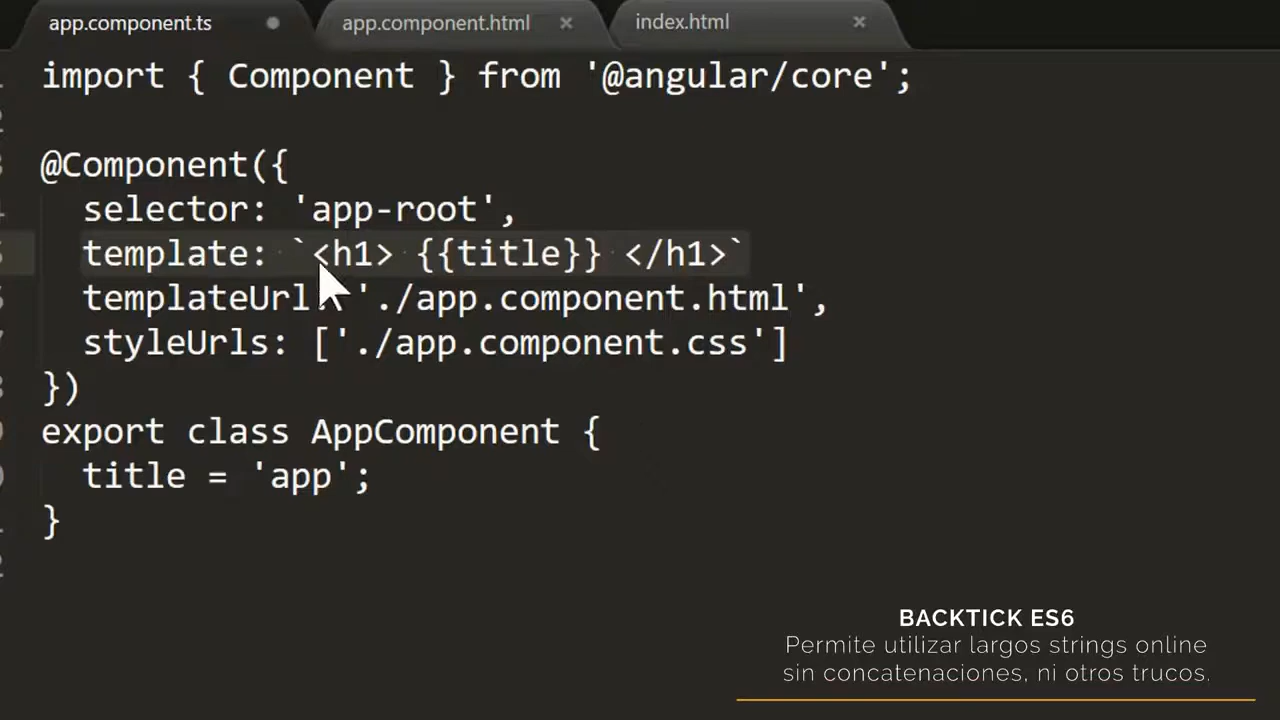 app.component.ts
app.component.html
index.html
import { Component } from '@angular/core';
@Component({
selector: 'app-root',
template: `<h1> {{title}} </h1>`
templateUrl: './app.component.html',
styleUrls: ['./app.component.css']
})
export class AppComponent {
title = 'app';
}
BACKTICK ES6
Permite utilizar largos strings online
sin concatenaciones, ni otros trucos.